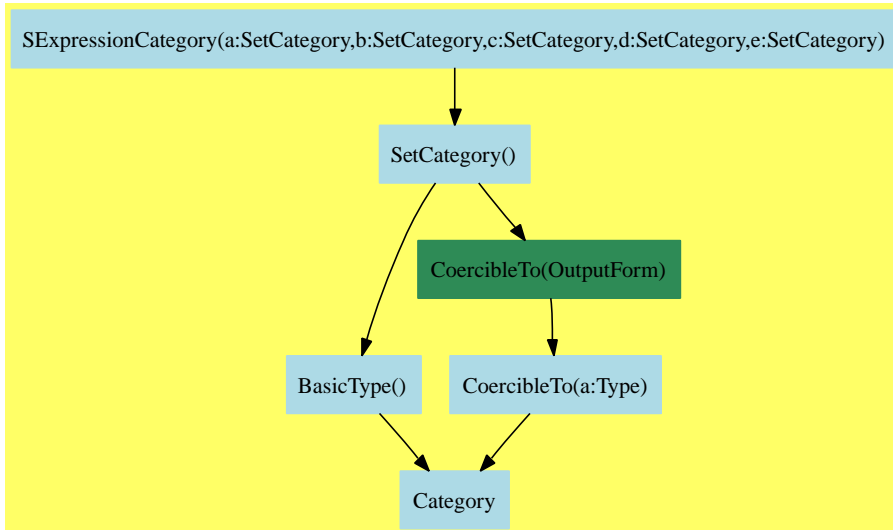 SExpressionCategory(a:SetCategory,b:SetCategory,c:SetCategory,d:SetCategory,e:SetCategory)
SetCategory()
CoercibleTo(OutputForm)
BasicType()
CoercibleTo(a:Type)
Category